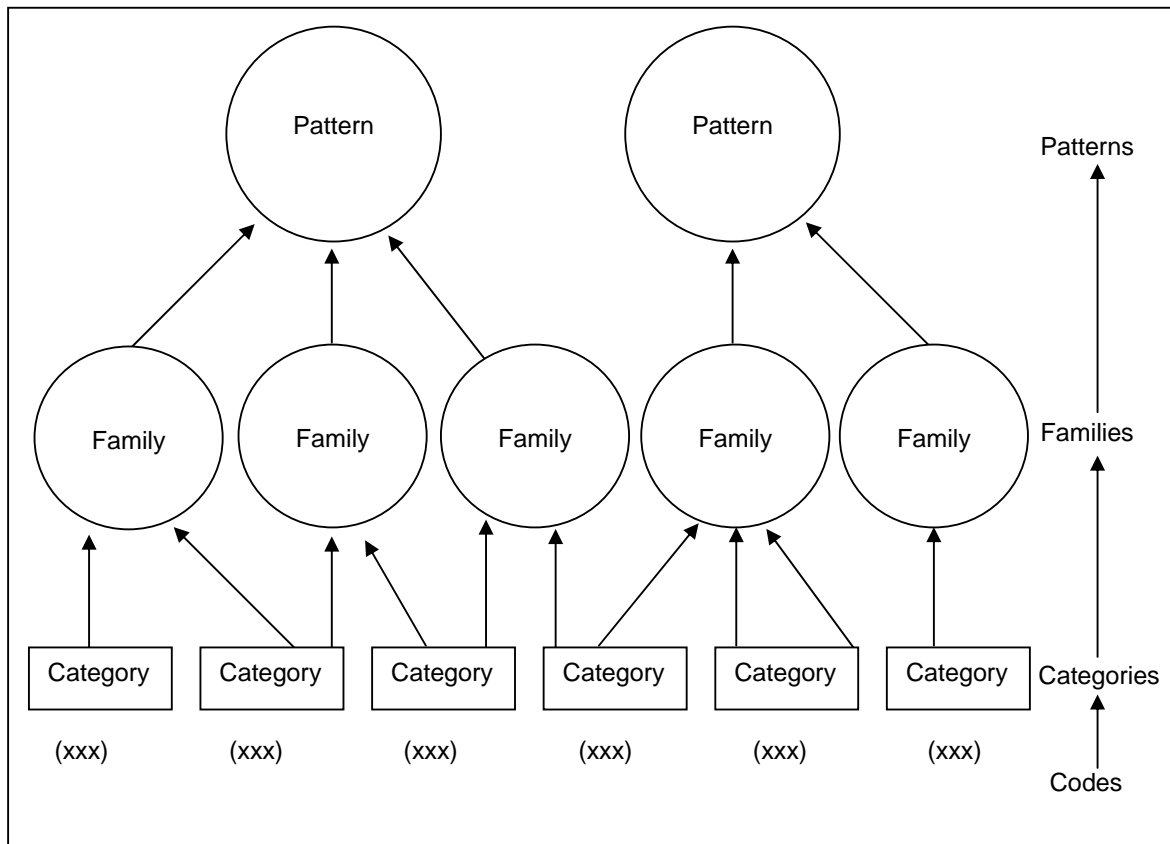 Pattern Pattern
Patterns
Family Family Family Family Family
Families
Category Category Category Category Category Category
Categories
(xxx) (xxx) (xxx) (xxx) (xxx) (xxx)
Codes